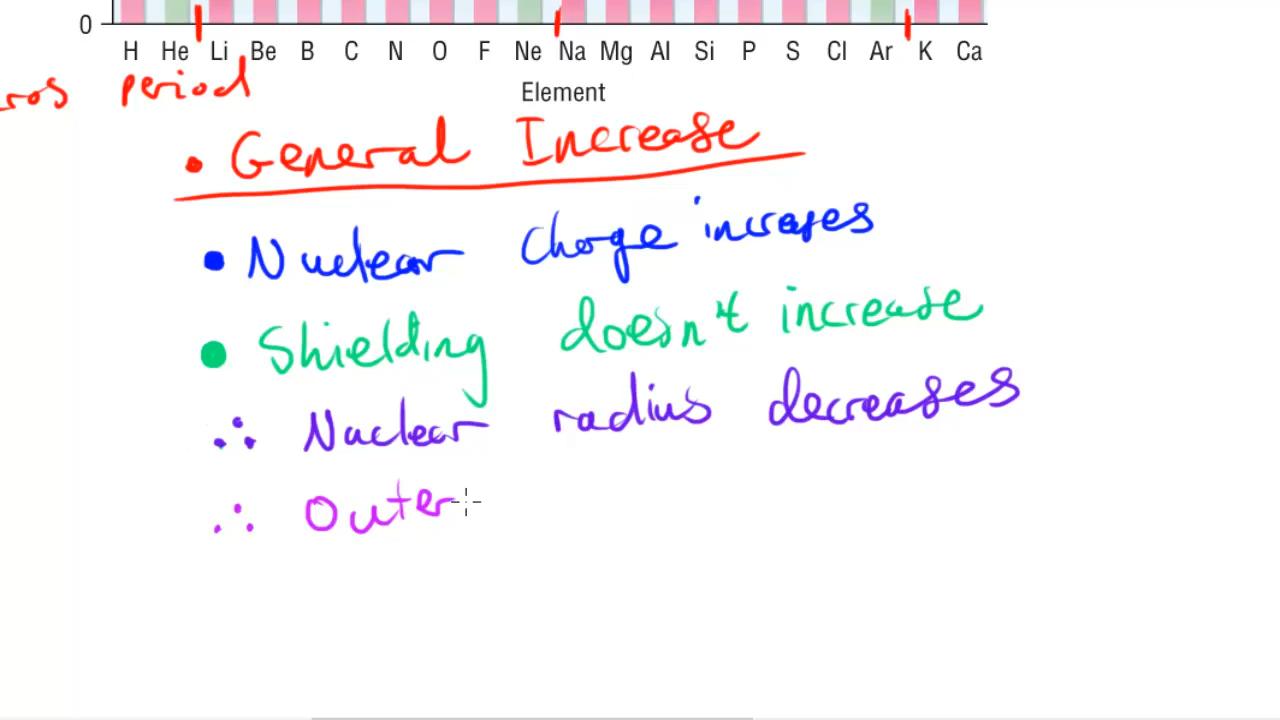 0
H He Li Be B C N O F Ne Na Mg Al Si P S Cl Ar K Ca
Element
ros period
• General Increase
• Nuclear charge increases
• Shielding doesn't increase
∴ Nuclear radius decreases
∴ Outer